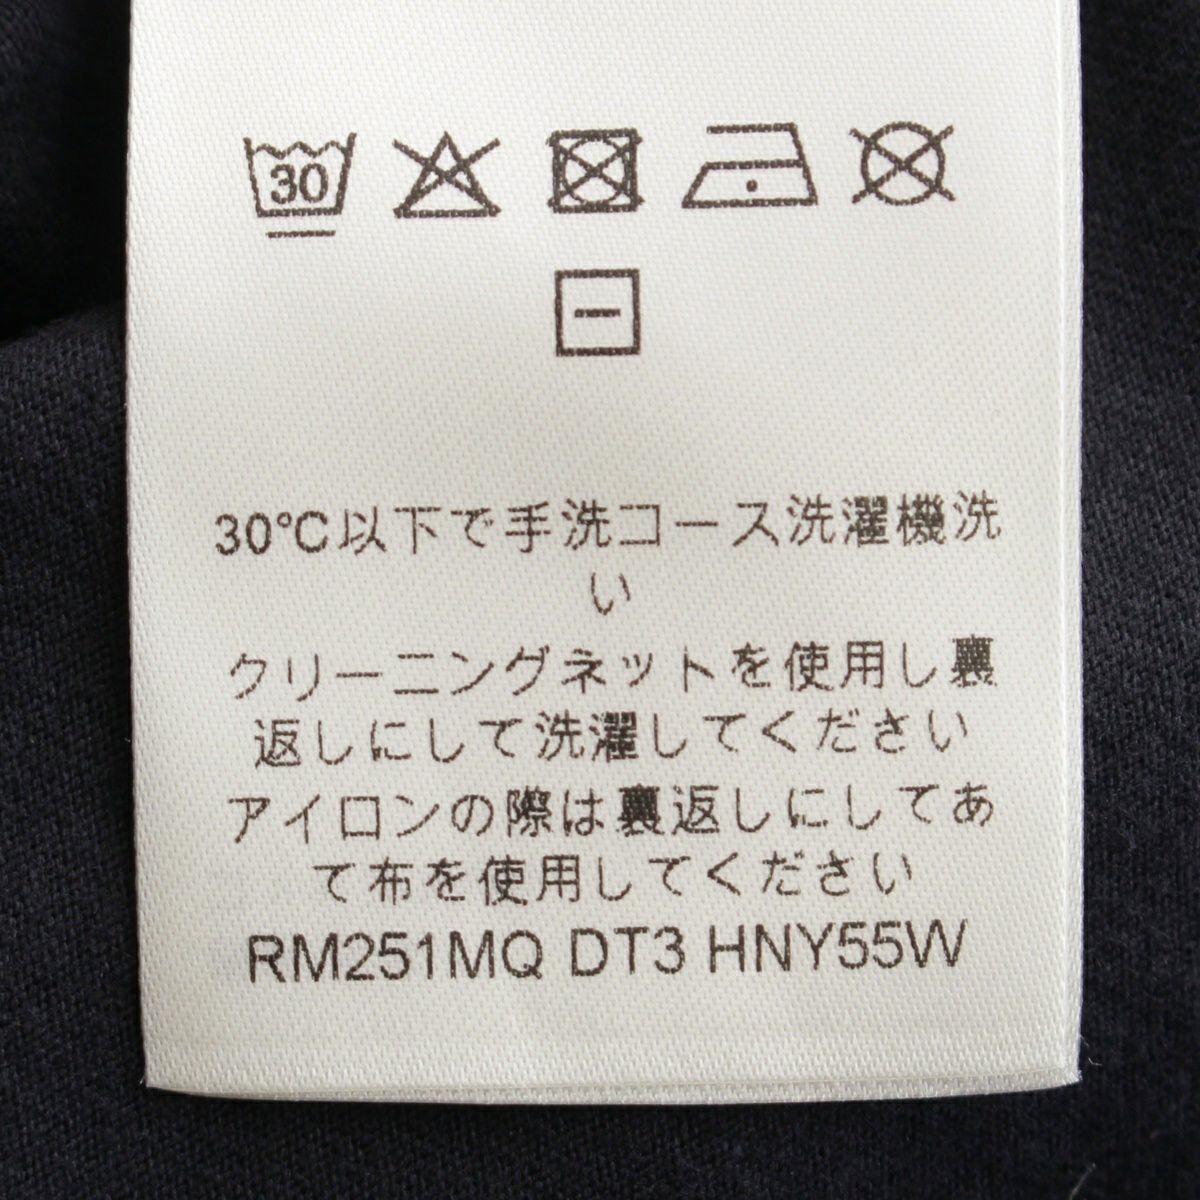 30
30℃以下で手洗コース洗濯機洗
い
クリーニングネットを使用し裏
返しにして洗濯してください
アイロンの際は裏返しにしてあ
て布を使用してください
RM251MQ DT3 HNY55W